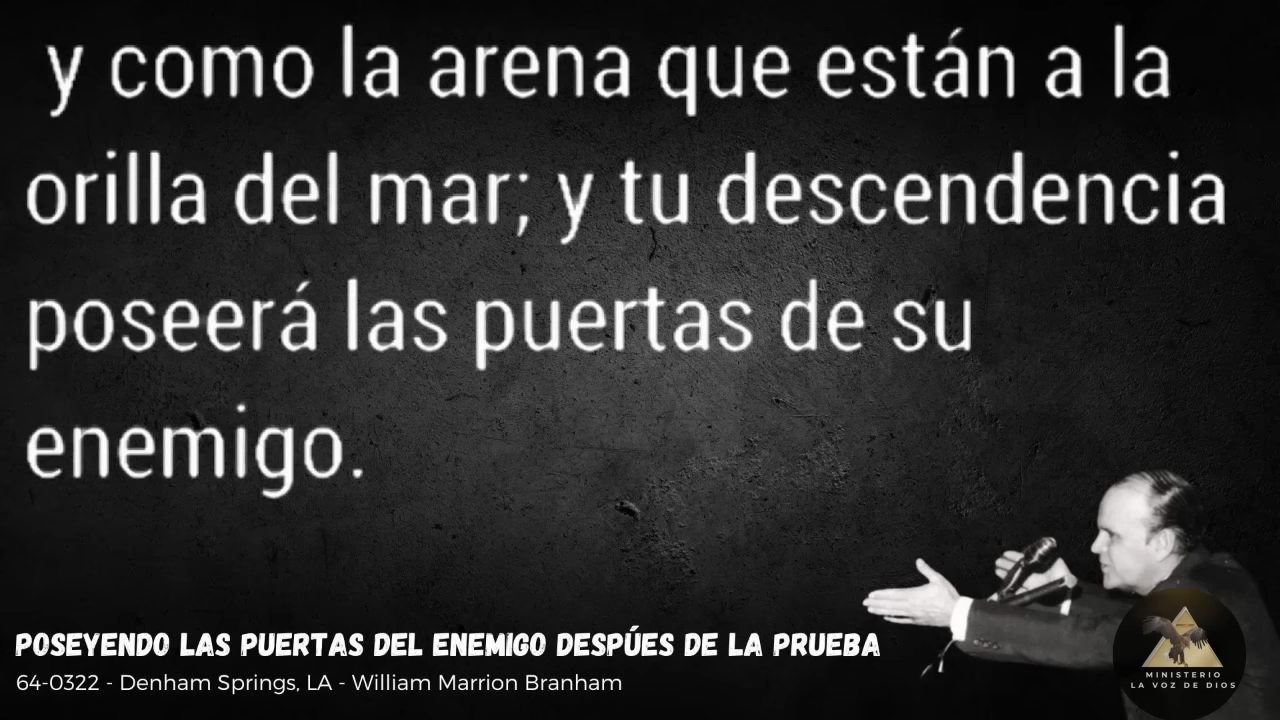 y como la arena que están a la
orilla del mar; y tu descendencia
poseerá las puertas de su
enemigo.
POSEYENDO LAS PUERTAS DEL ENEMIGO DESPÚES DE LA PRUEBA
64-0322 - Denham Springs, LA - William Marrion Branham
MINISTERIO
LA VOZ DE DIOS